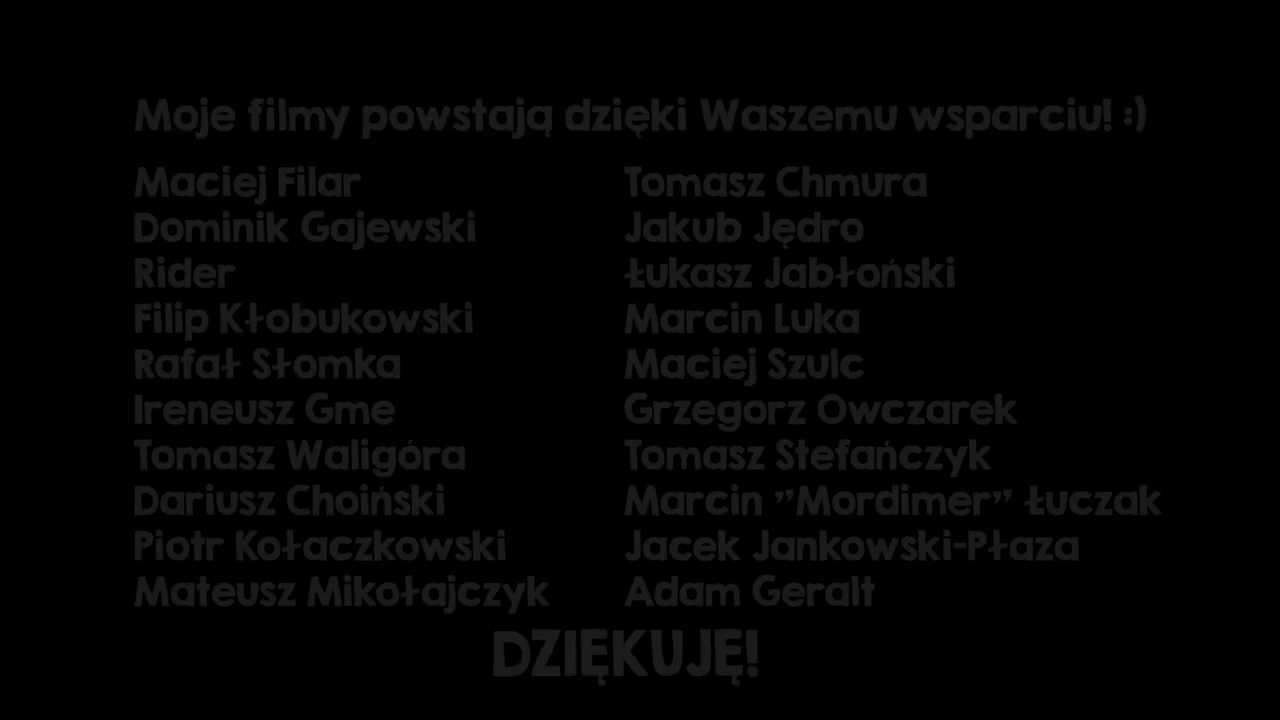 Moje filmy powstają dzięki Waszemu wsparciu! :)
Maciej Filar
Dominik Gajewski
Rider
Filip Kłobukowski
Rafał Słomka
Ireneusz Gme
Tomasz Waligóra
Dariusz Choiński
Piotr Kołaczkowski
Mateusz Mikołajczyk
Tomasz Chmura
Jakub Jędro
Łukasz Jabłoński
Marcin Luka
Maciej Szulc
Grzegorz Owczarek
Tomasz Stefańczyk
Marcin ”Mordimer” Łuczak
Jacek Jankowski-Płaza
Adam Geralt
DZIĘKUJĘ!